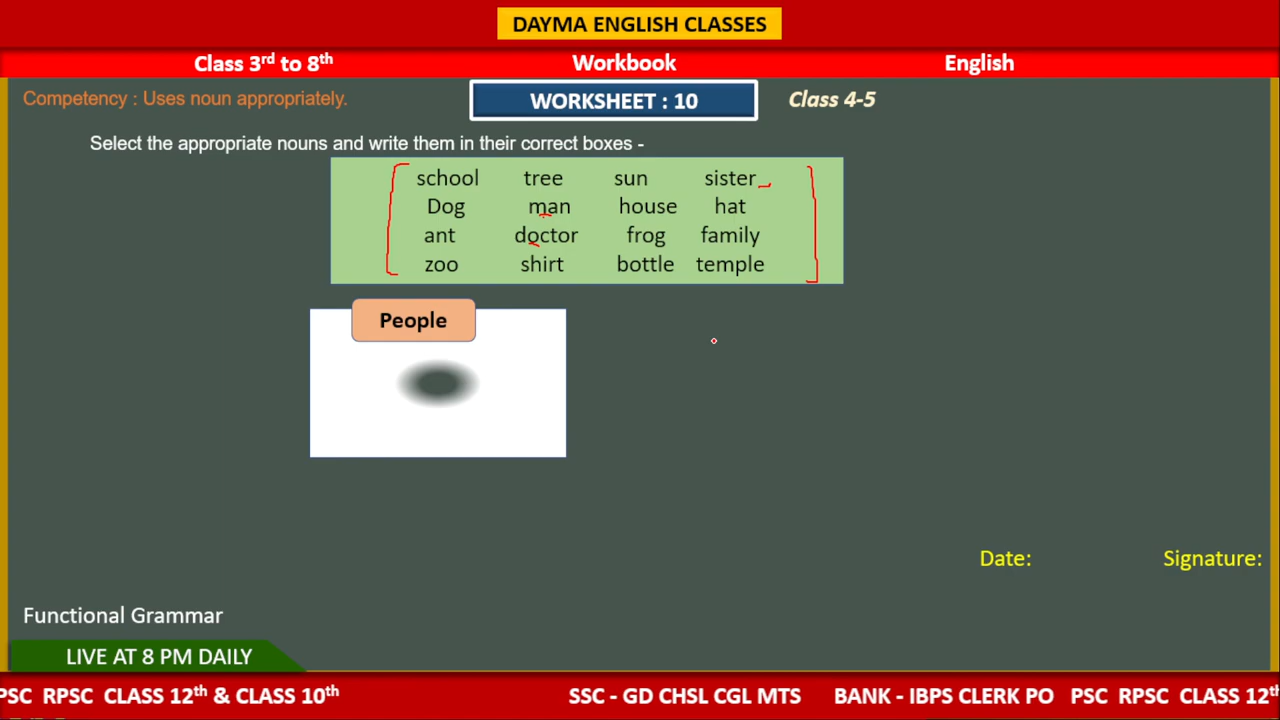 DAYMA ENGLISH CLASSES
Class 3rd to 8th Workbook English
Competency : Uses noun appropriately. WORKSHEET : 10 Class 4-5
Select the appropriate nouns and write them in their correct boxes -
school tree sun sister
Dog man house hat
ant doctor frog family
zoo shirt bottle temple
People
Date: Signature:
Functional Grammar
LIVE AT 8 PM DAILY
PSC RPSC CLASS 12th & CLASS 10th SSC - GD CHSL CGL MTS BANK - IBPS CLERK PO PSC RPSC CLASS 12th